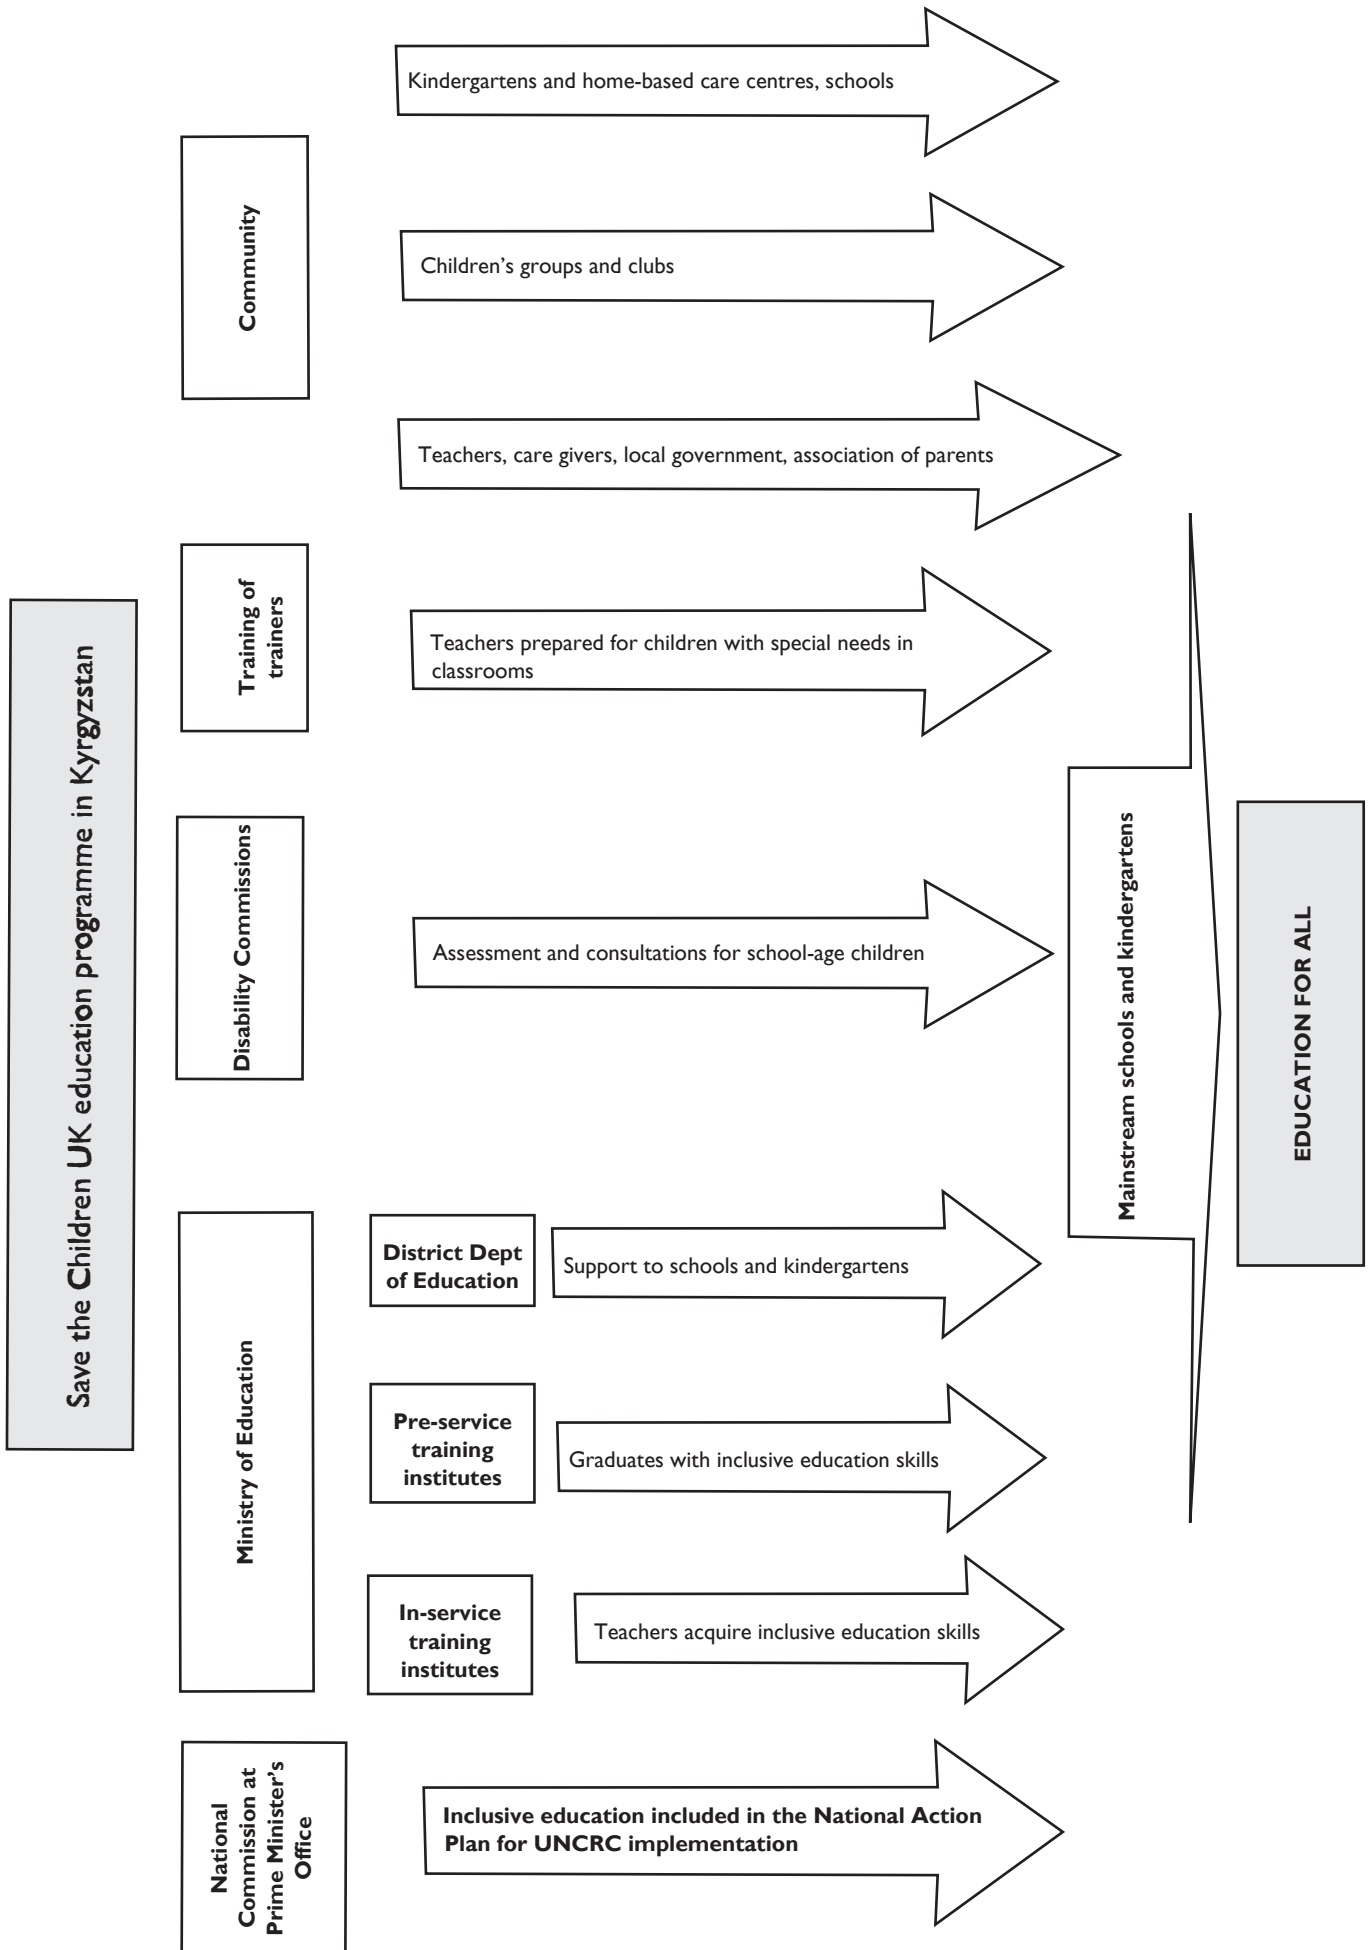 Save the Children UK education programme in Kyrgyzstan
Community
Kindergartens and home-based care centres, schools
Children’s groups and clubs
Teachers, care givers, local government, association of parents
Training of
trainers
Teachers prepared for children with special needs in
classrooms
Disability Commissions
Assessment and consultations for school-age children
Ministry of Education
District Dept
of Education
Support to schools and kindergartens
Pre-service
training
institutes
Graduates with inclusive education skills
In-service
training
institutes
Teachers acquire inclusive education skills
National
Commission at
Prime Minister’s
Office
Inclusive education included in the National Action
Plan for UNCRC implementation
Mainstream schools and kindergartens
EDUCATION FOR ALL